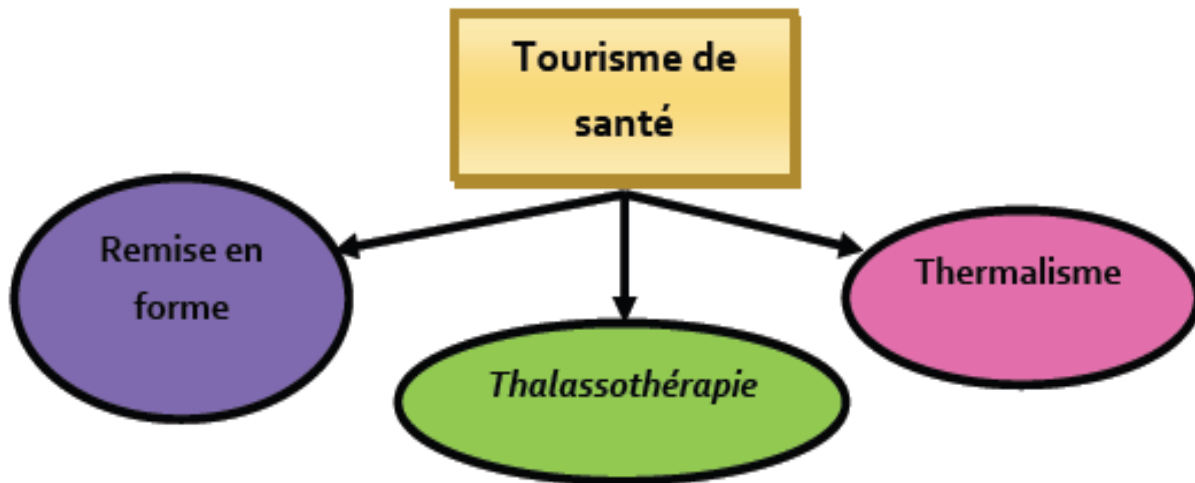 Tourisme de
santé
Remise en
forme
Thalassothérapie
Thermalisme